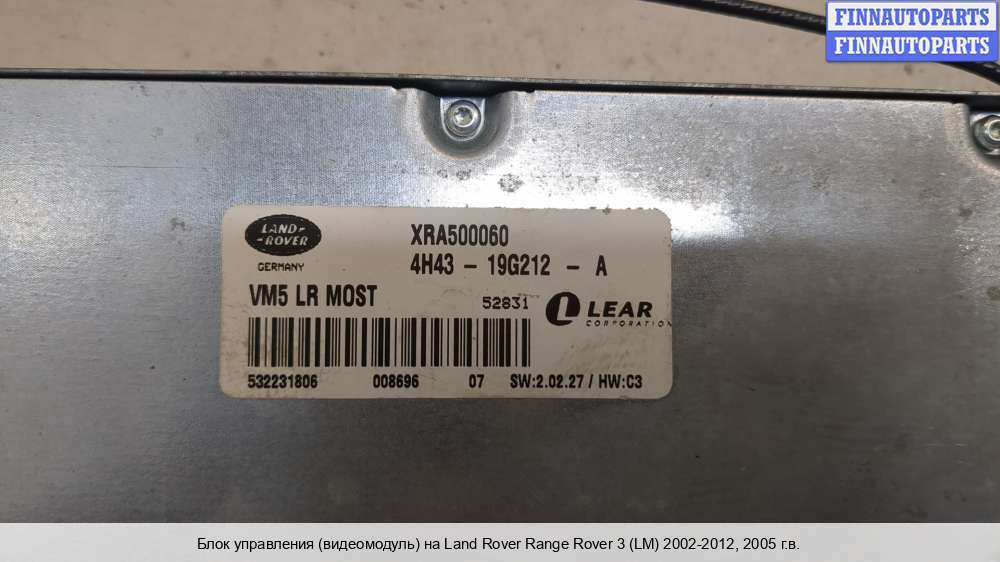 FINNAUTOPARTS
FINNAUTOPARTS
LAND-
-ROVER
GERMANY
XRA500060
4H43 - 19G212 - A
VM5 LR MOST
52831
LEAR
CORPORATION
532231806 008696 07 SW:2.02.27 / HW:C3
Блок управления (видеомодуль) на Land Rover Range Rover 3 (LM) 2002-2012, 2005 г.в.